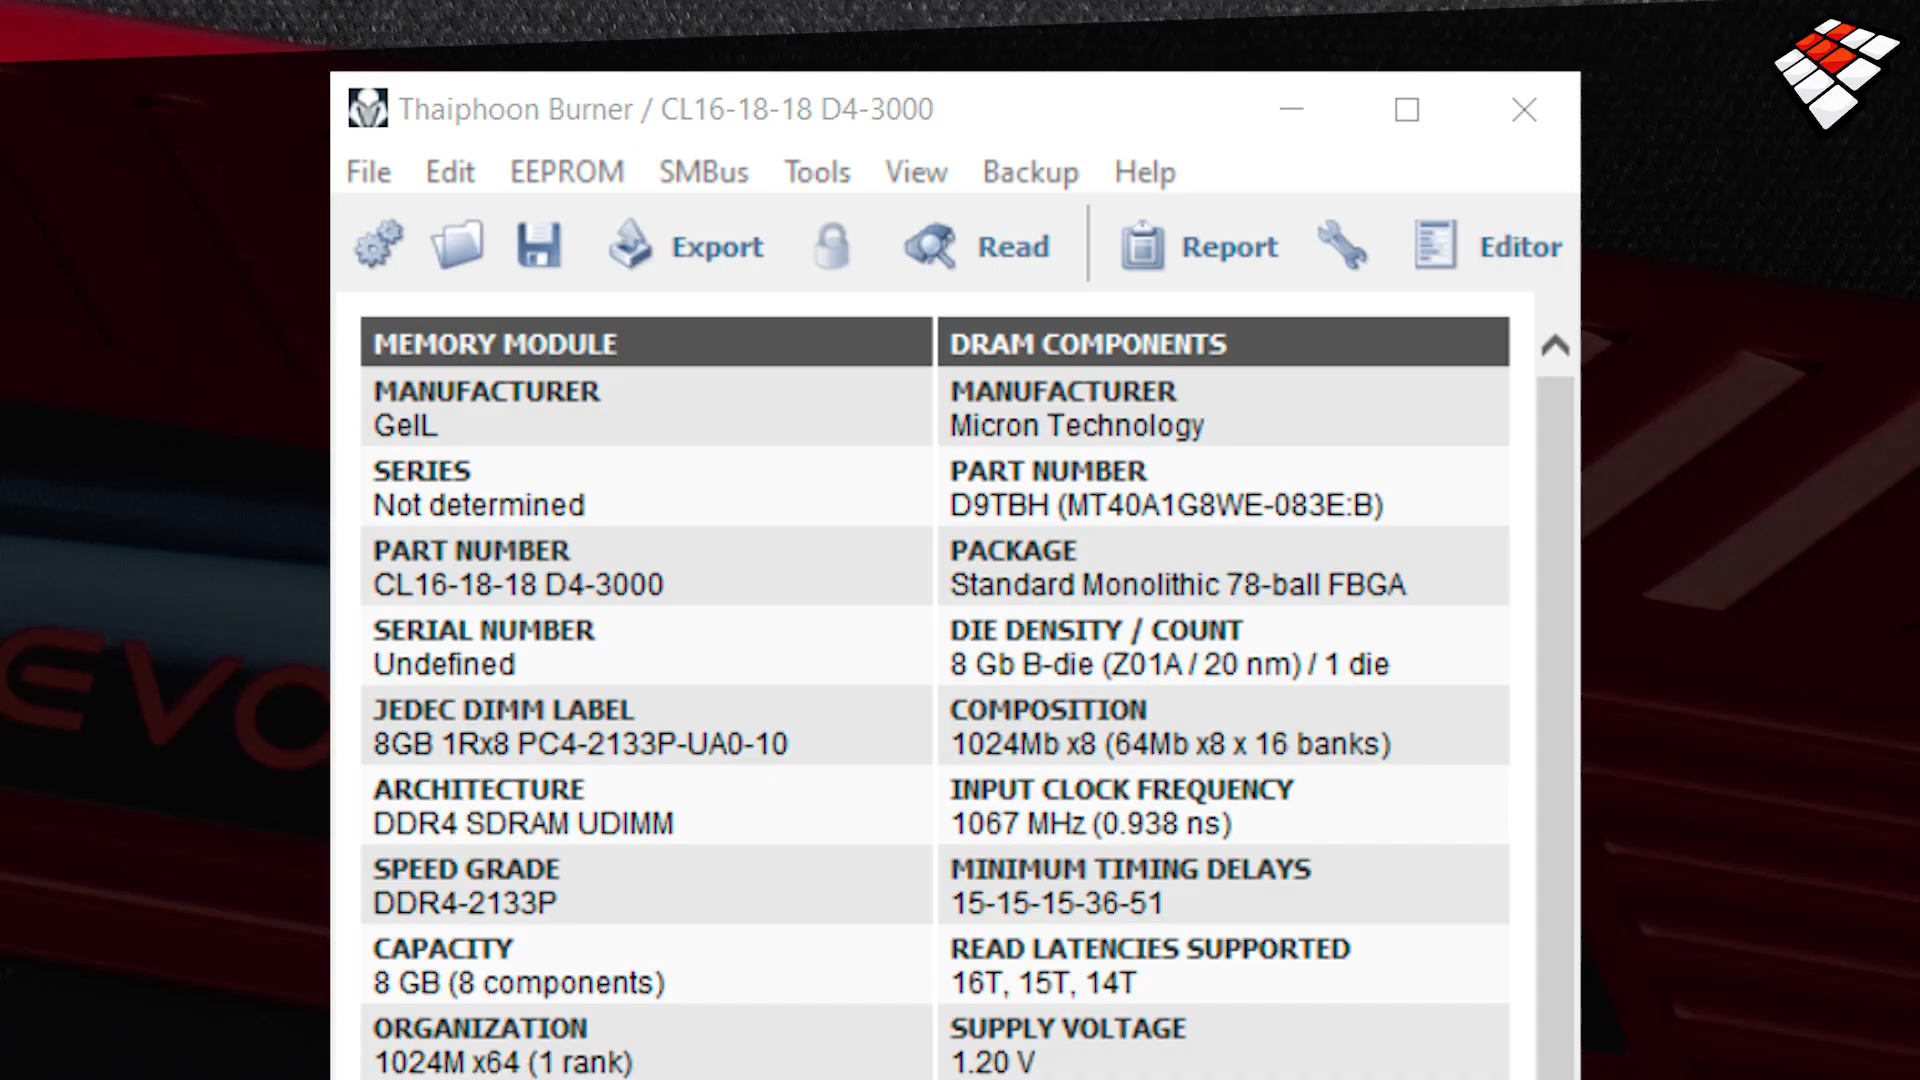 Thaiphoon Burner / CL16-18-18 D4-3000
File Edit EEPROM SMBus Tools View Backup Help
Export Read Report Editor
MEMORY MODULE
MANUFACTURER
GeIL
SERIES
Not determined
PART NUMBER
CL16-18-18 D4-3000
SERIAL NUMBER
Undefined
JEDEC DIMM LABEL
8GB 1Rx8 PC4-2133P-UA0-10
ARCHITECTURE
DDR4 SDRAM UDIMM
SPEED GRADE
DDR4-2133P
CAPACITY
8 GB (8 components)
ORGANIZATION
1024M x64 (1 rank)
DRAM COMPONENTS
MANUFACTURER
Micron Technology
PART NUMBER
D9TBH (MT40A1G8WE-083E:B)
PACKAGE
Standard Monolithic 78-ball FBGA
DIE DENSITY / COUNT
8 Gb B-die (Z01A / 20 nm) / 1 die
COMPOSITION
1024Mb x8 (64Mb x8 x 16 banks)
INPUT CLOCK FREQUENCY
1067 MHz (0.938 ns)
MINIMUM TIMING DELAYS
15-15-15-36-51
READ LATENCIES SUPPORTED
16T, 15T, 14T
SUPPLY VOLTAGE
1.20 V
EVO